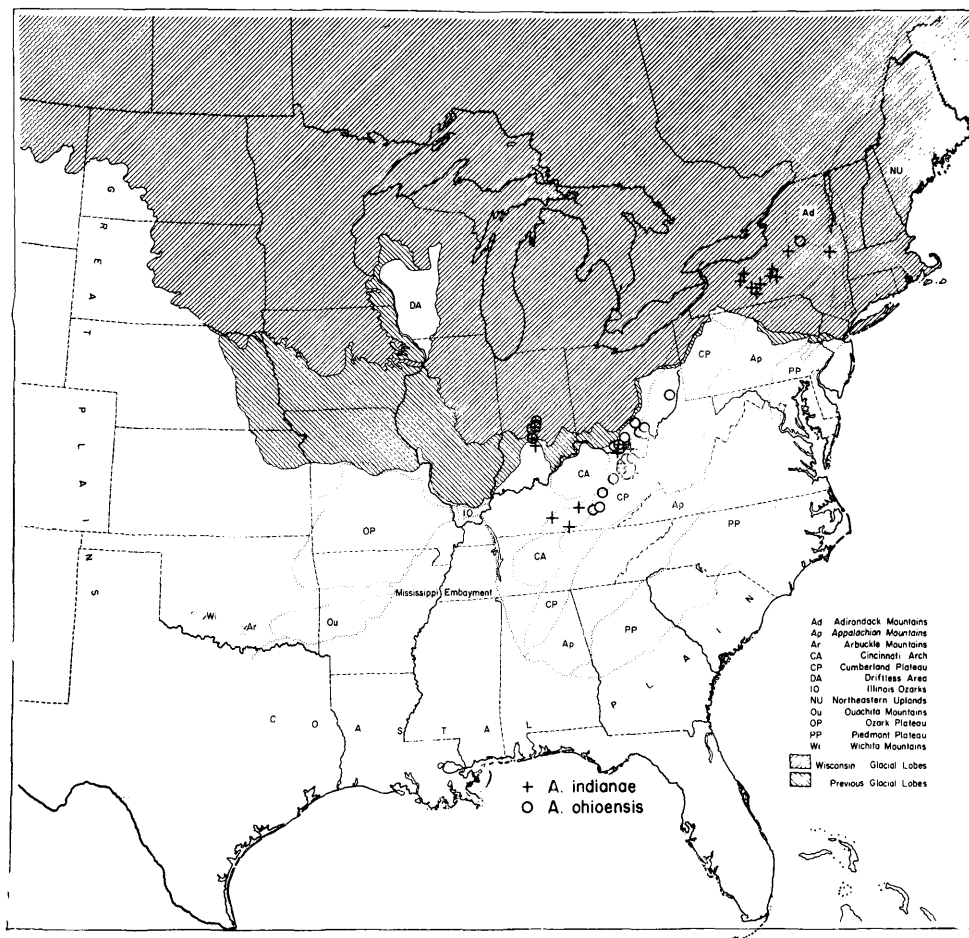 NU
Ad
G
R
E
A
T
DA
CP
Ap
PP
P
L
A
I
N
S
CA
CP
IO
OP
Ap
PP
CA
Mississippi Embayment
CP
Wi
Ar
Ou
Ap
PP
C
O
A
S
T
A
L
P
L
A
I
N
Ad Adirondack Mountains
Ap Appalachian Mountains
Ar Arbuckle Mountains
CA Cincinnati Arch
CP Cumberland Plateau
DA Driftless Area
IO Illinois Ozarks
NU Northeastern Uplands
Ou Ouachita Mountains
OP Ozark Plateau
PP Piedmont Plateau
Wi Wichita Mountains
Wisconsin Glacial Lobes
Previous Glacial Lobes
+ A. indianae
O A. ohioensis